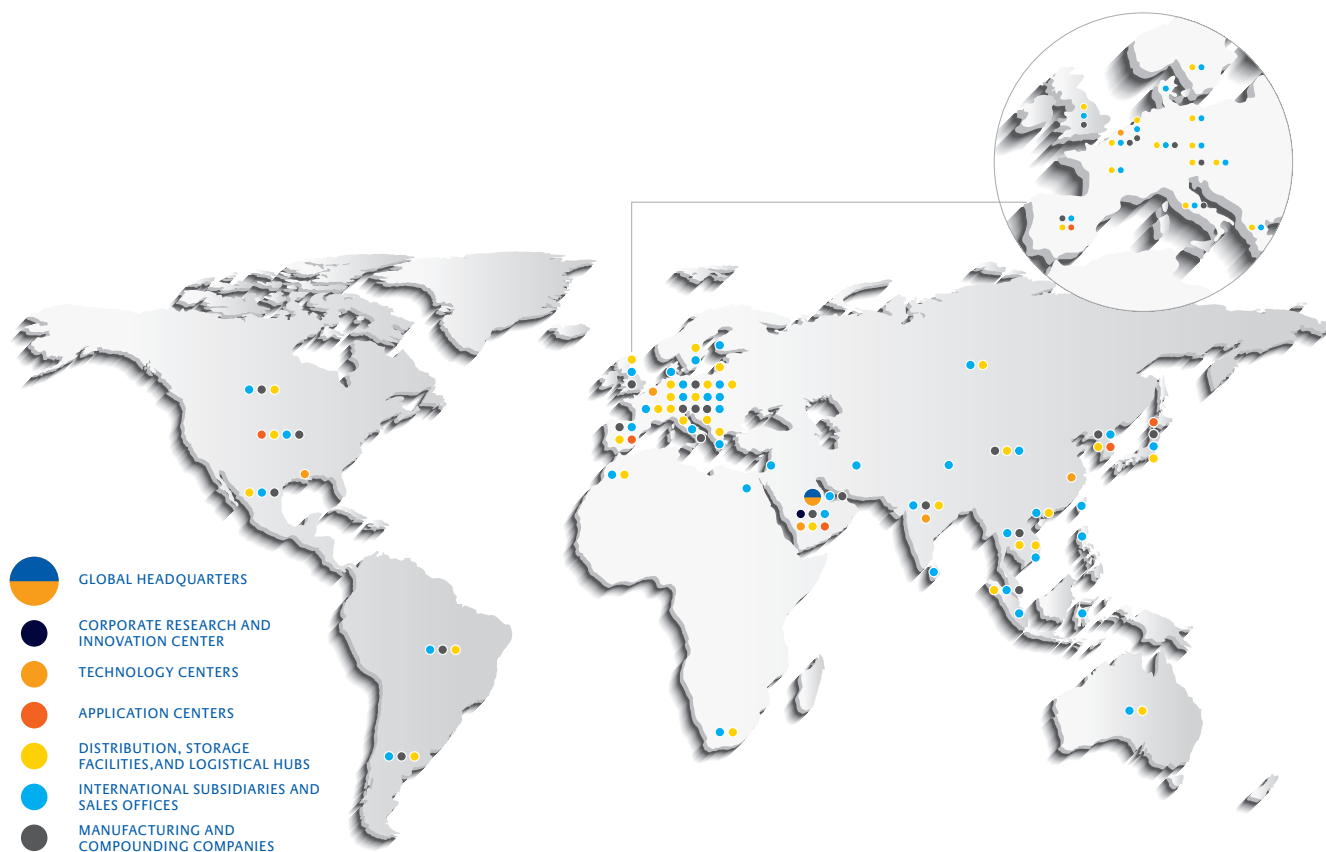 GLOBAL HEADQUARTERS
CORPORATE RESEARCH AND
INNOVATION CENTER
TECHNOLOGY CENTERS
APPLICATION CENTERS
DISTRIBUTION, STORAGE
FACILITIES,AND LOGISTICAL HUBS
INTERNATIONAL SUBSIDIARIES AND
SALES OFFICES
MANUFACTURING AND
COMPOUNDING COMPANIES